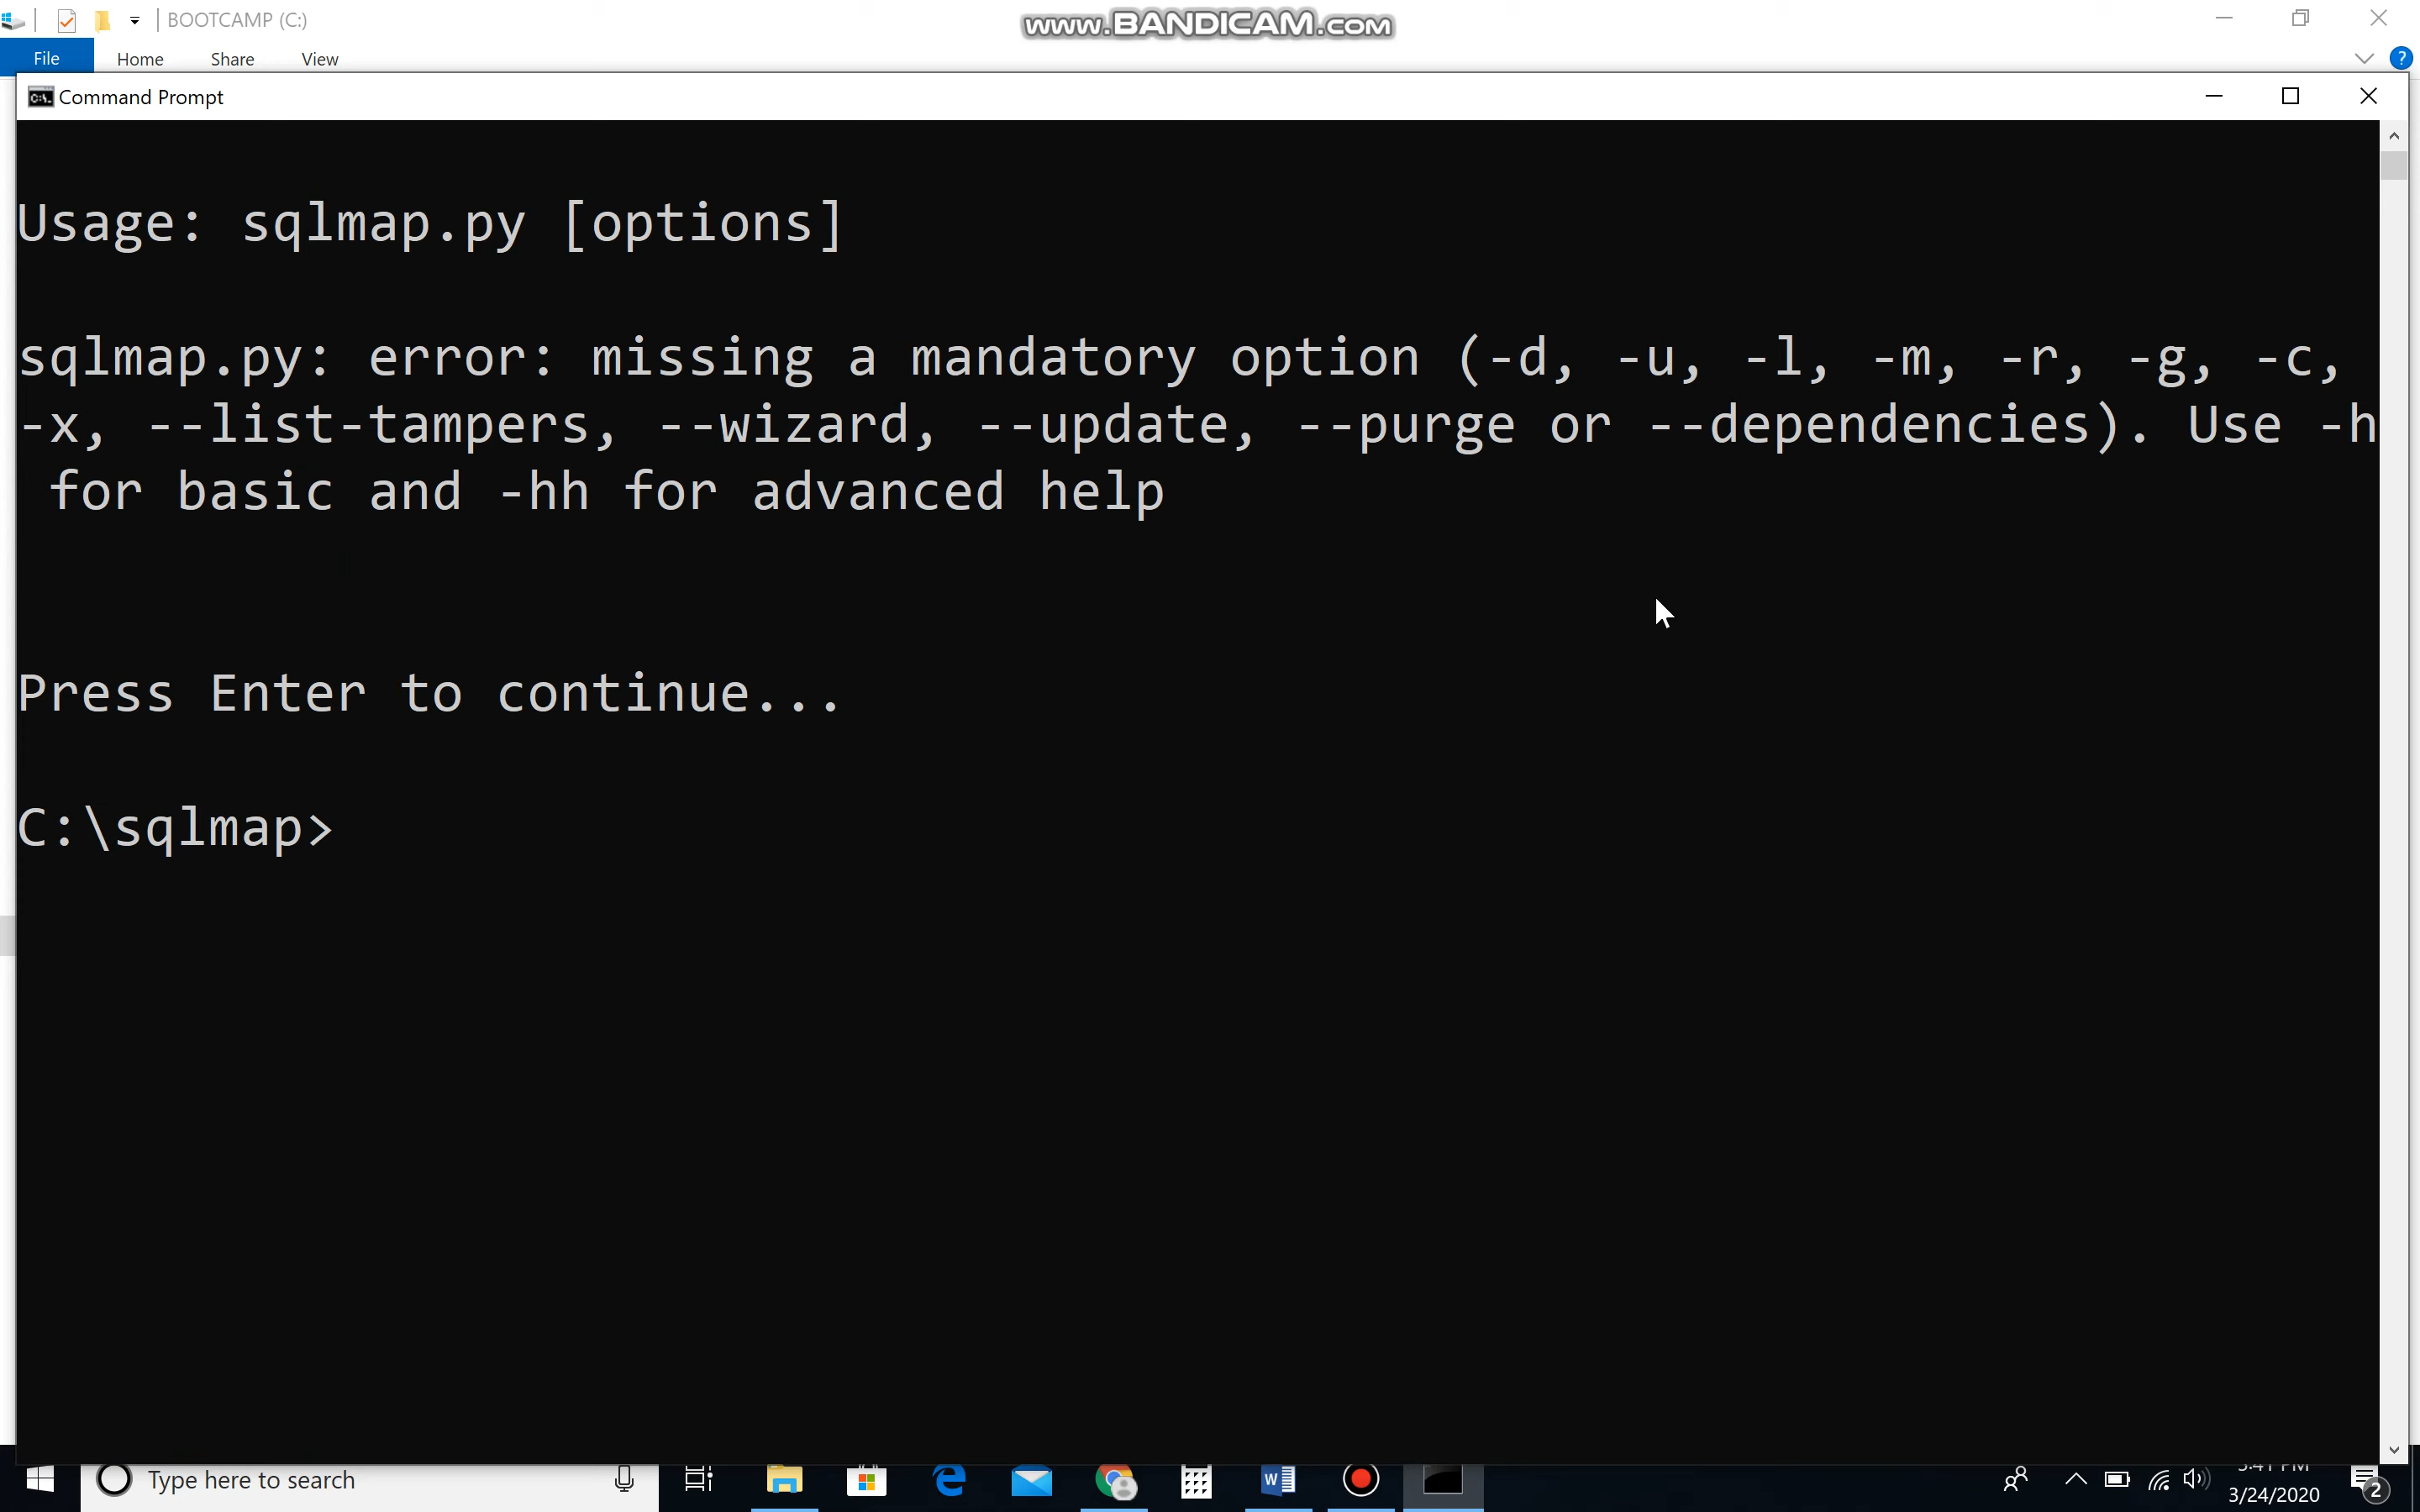 BOOTCAMP (C:)
www.BANDICAM.com
File Home Share View
Command Prompt
Usage: sqlmap.py [options]
sqlmap.py: error: missing a mandatory option (-d, -u, -l, -m, -r, -g, -c,
-x, --list-tampers, --wizard, --update, --purge or --dependencies). Use -h
for basic and -hh for advanced help
Press Enter to continue...
C:\sqlmap>
Type here to search
3/24/2020
2